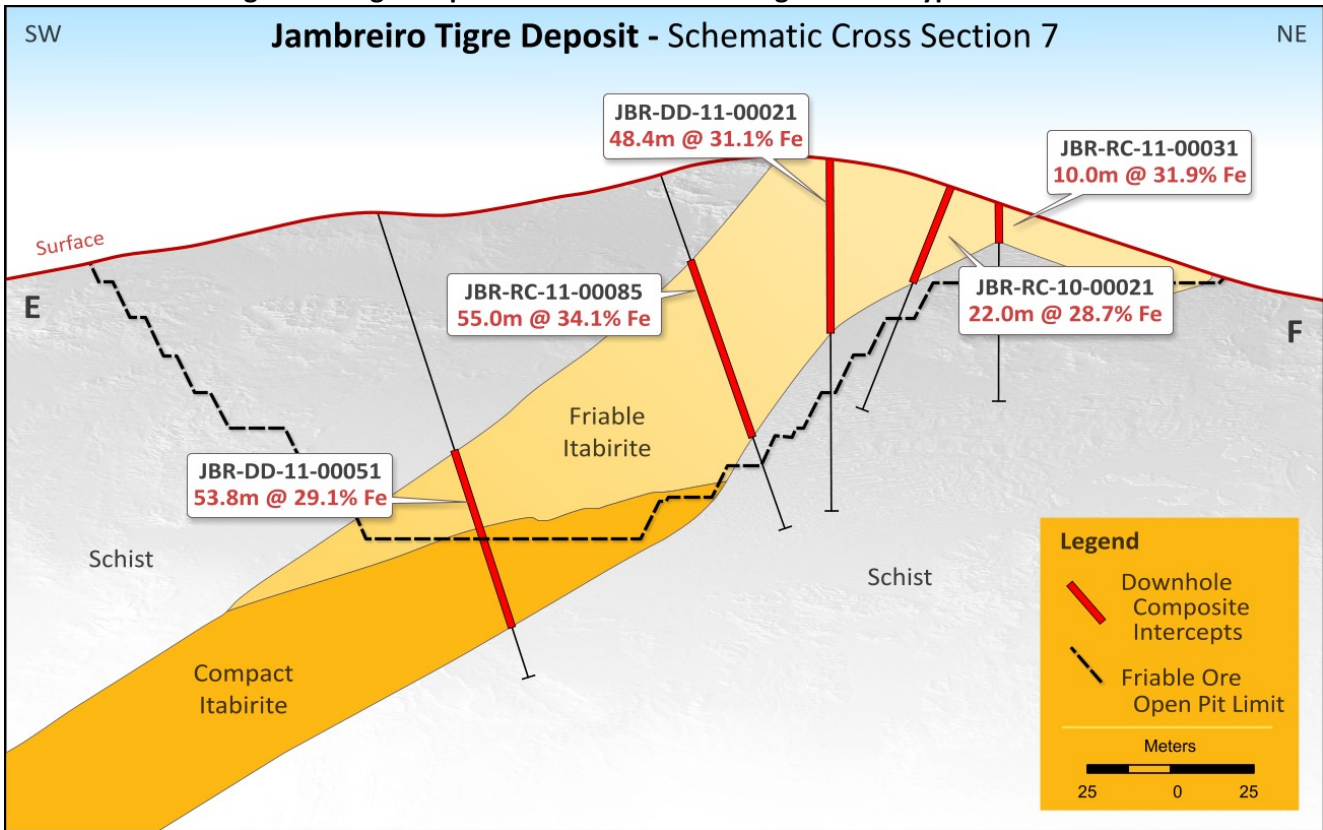 SW
Jambreiro Tigre Deposit - Schematic Cross Section 7
NE
JBR-DD-11-00021
48.4m @ 31.1% Fe
JBR-RC-11-00031
10.0m @ 31.9% Fe
Surface
E
JBR-RC-11-00085
55.0m @ 34.1% Fe
JBR-RC-10-00021
22.0m @ 28.7% Fe
F
Friable
Itabirite
JBR-DD-11-00051
53.8m @ 29.1% Fe
Schist
Schist
Compact
Itabirite
Legend
Downhole
Composite
Intercepts
Friable Ore
Open Pit Limit
Meters
25 0 25